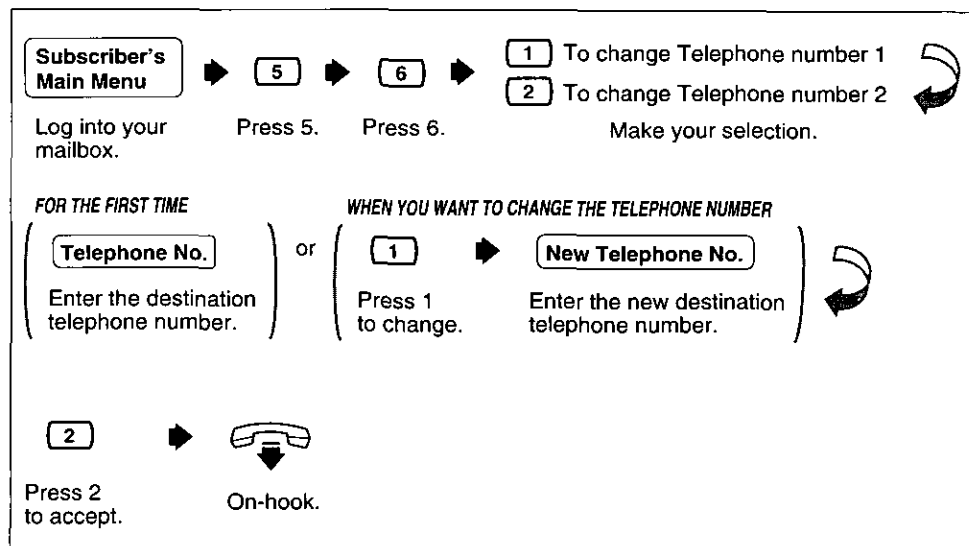 Subscriber's
Main Menu
5
6
1 To change Telephone number 1
2 To change Telephone number 2
Log into your
mailbox.
Press 5.
Press 6.
Make your selection.
FOR THE FIRST TIME
Telephone No.
Enter the destination
telephone number.
or
WHEN YOU WANT TO CHANGE THE TELEPHONE NUMBER
1
Press 1
to change.
New Telephone No.
Enter the new destination
telephone number.
2
Press 2
to accept.
On-hook.